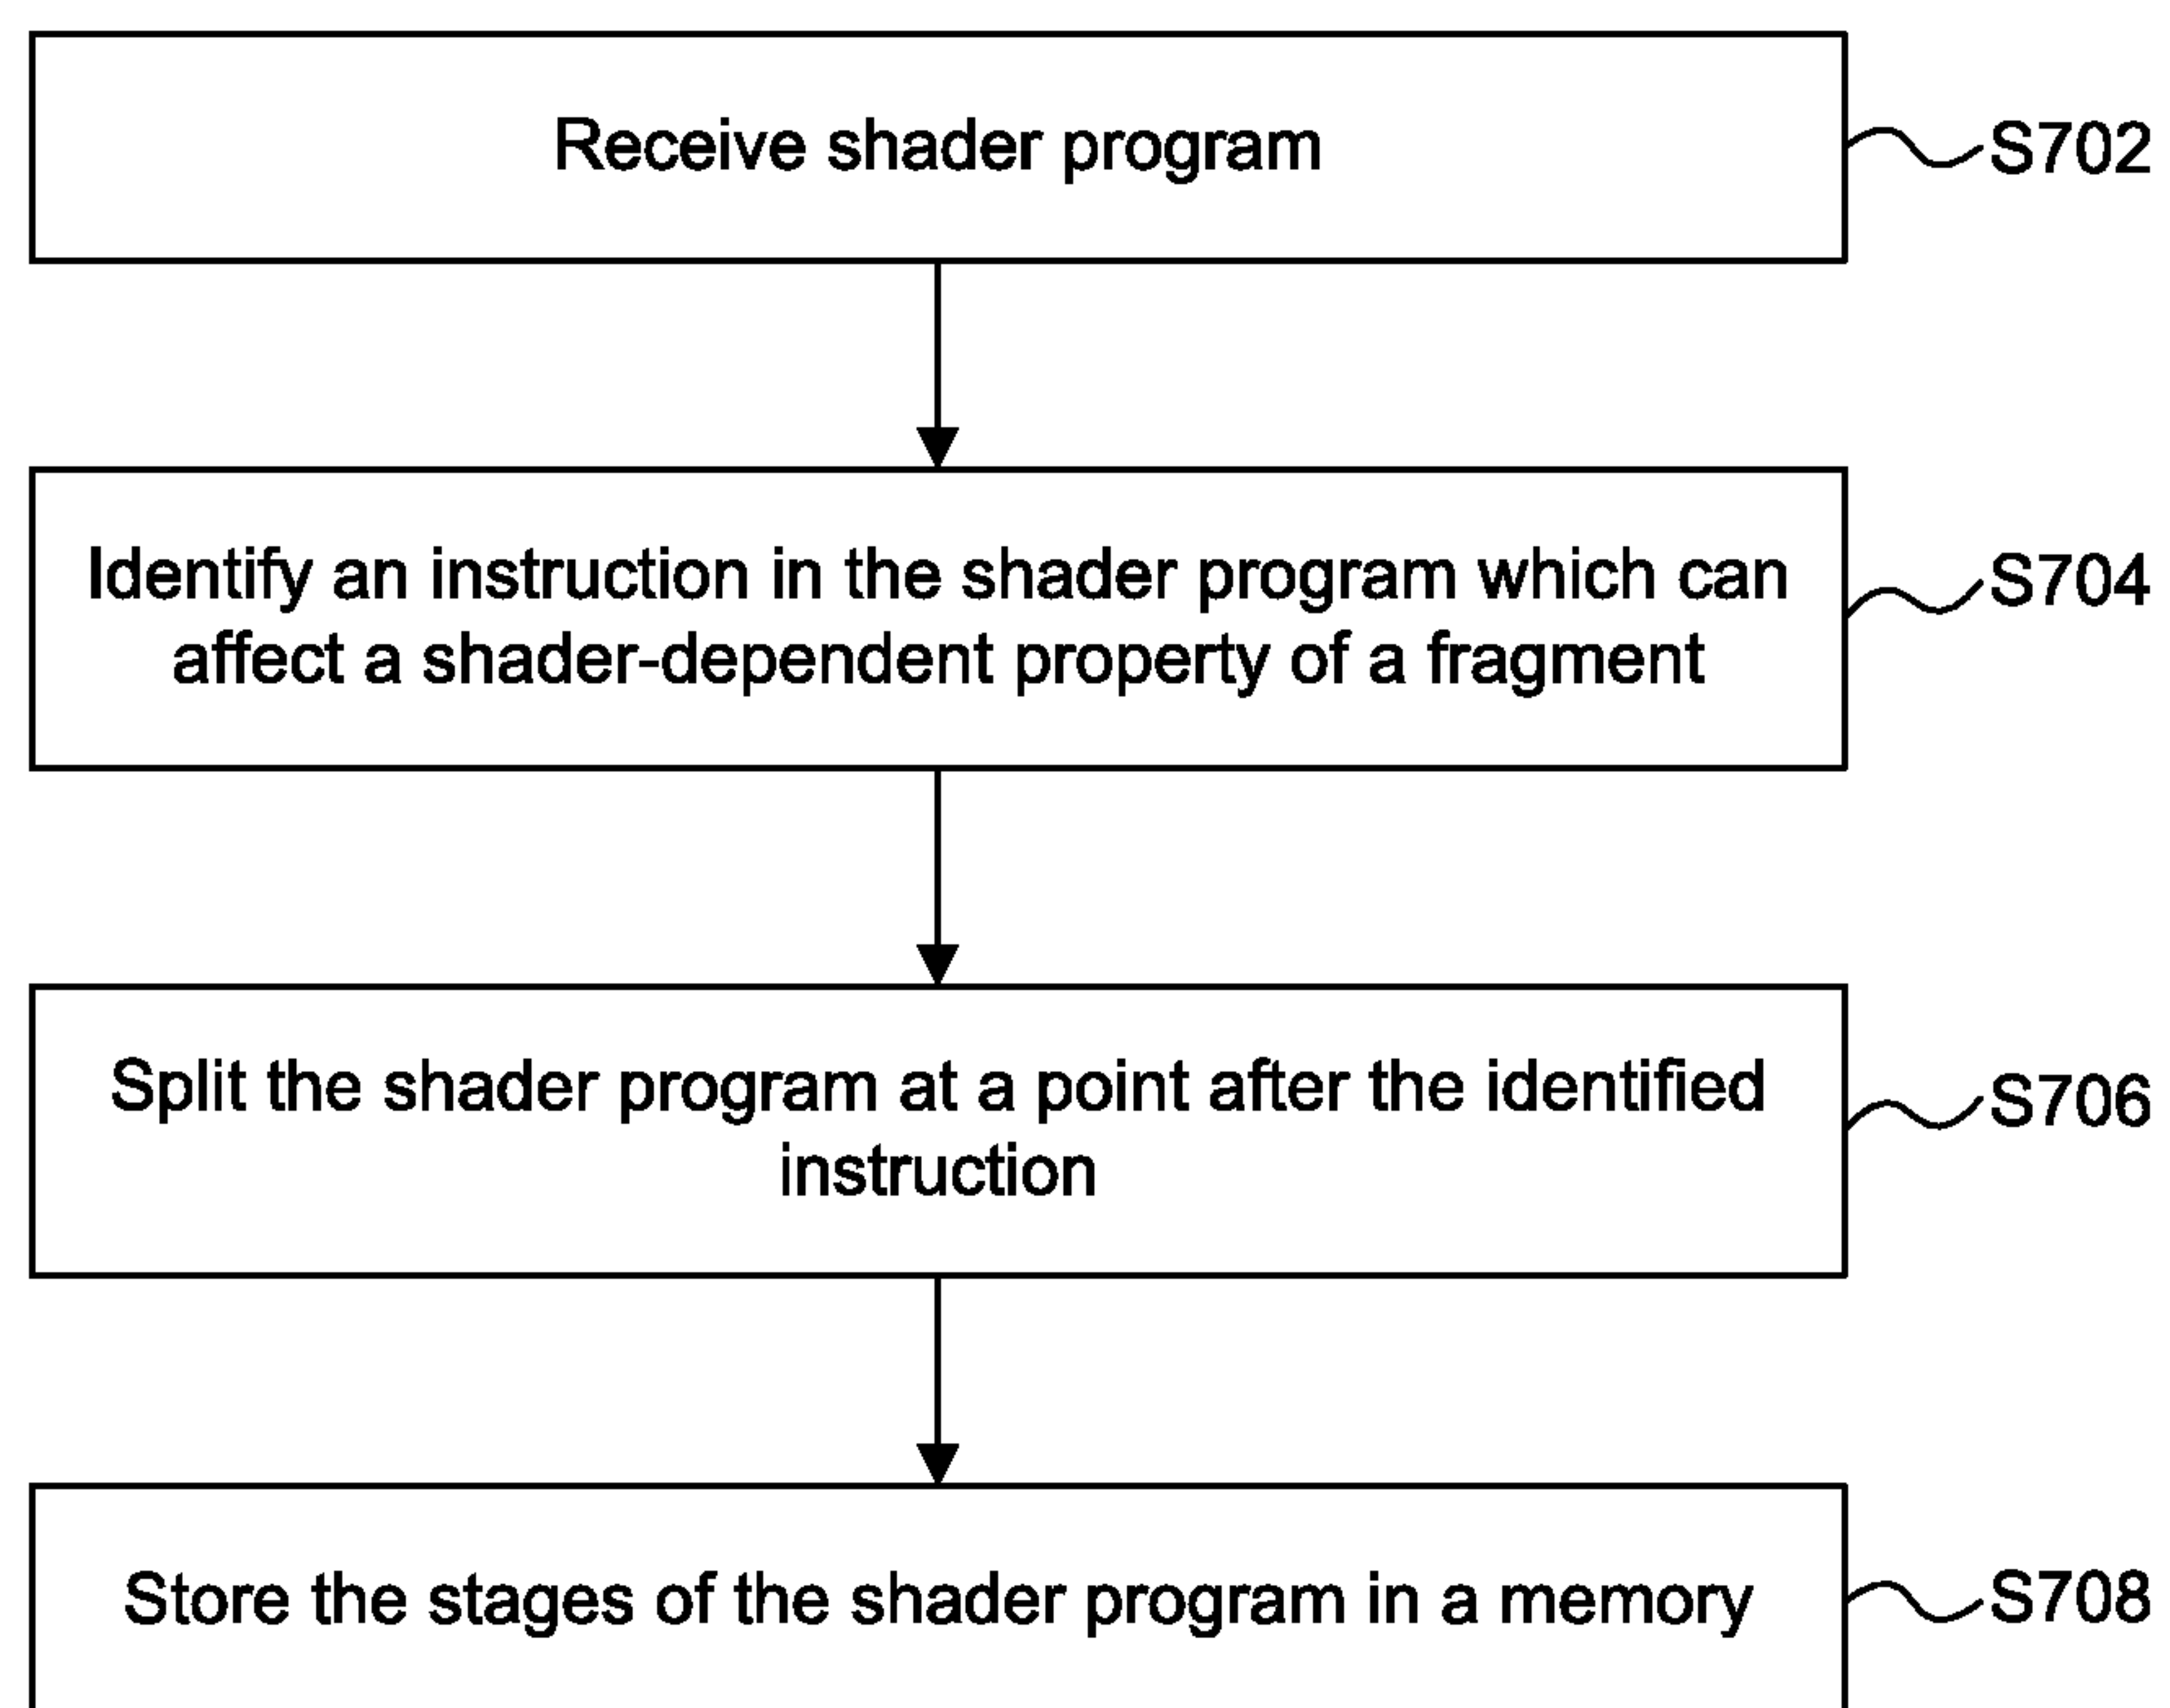 Receive shader program
S702
Identify an instruction in the shader program which can
affect a shader-dependent property of a fragment
S704
Split the shader program at a point after the identified
instruction
S706
Store the stages of the shader program in a memory
S708